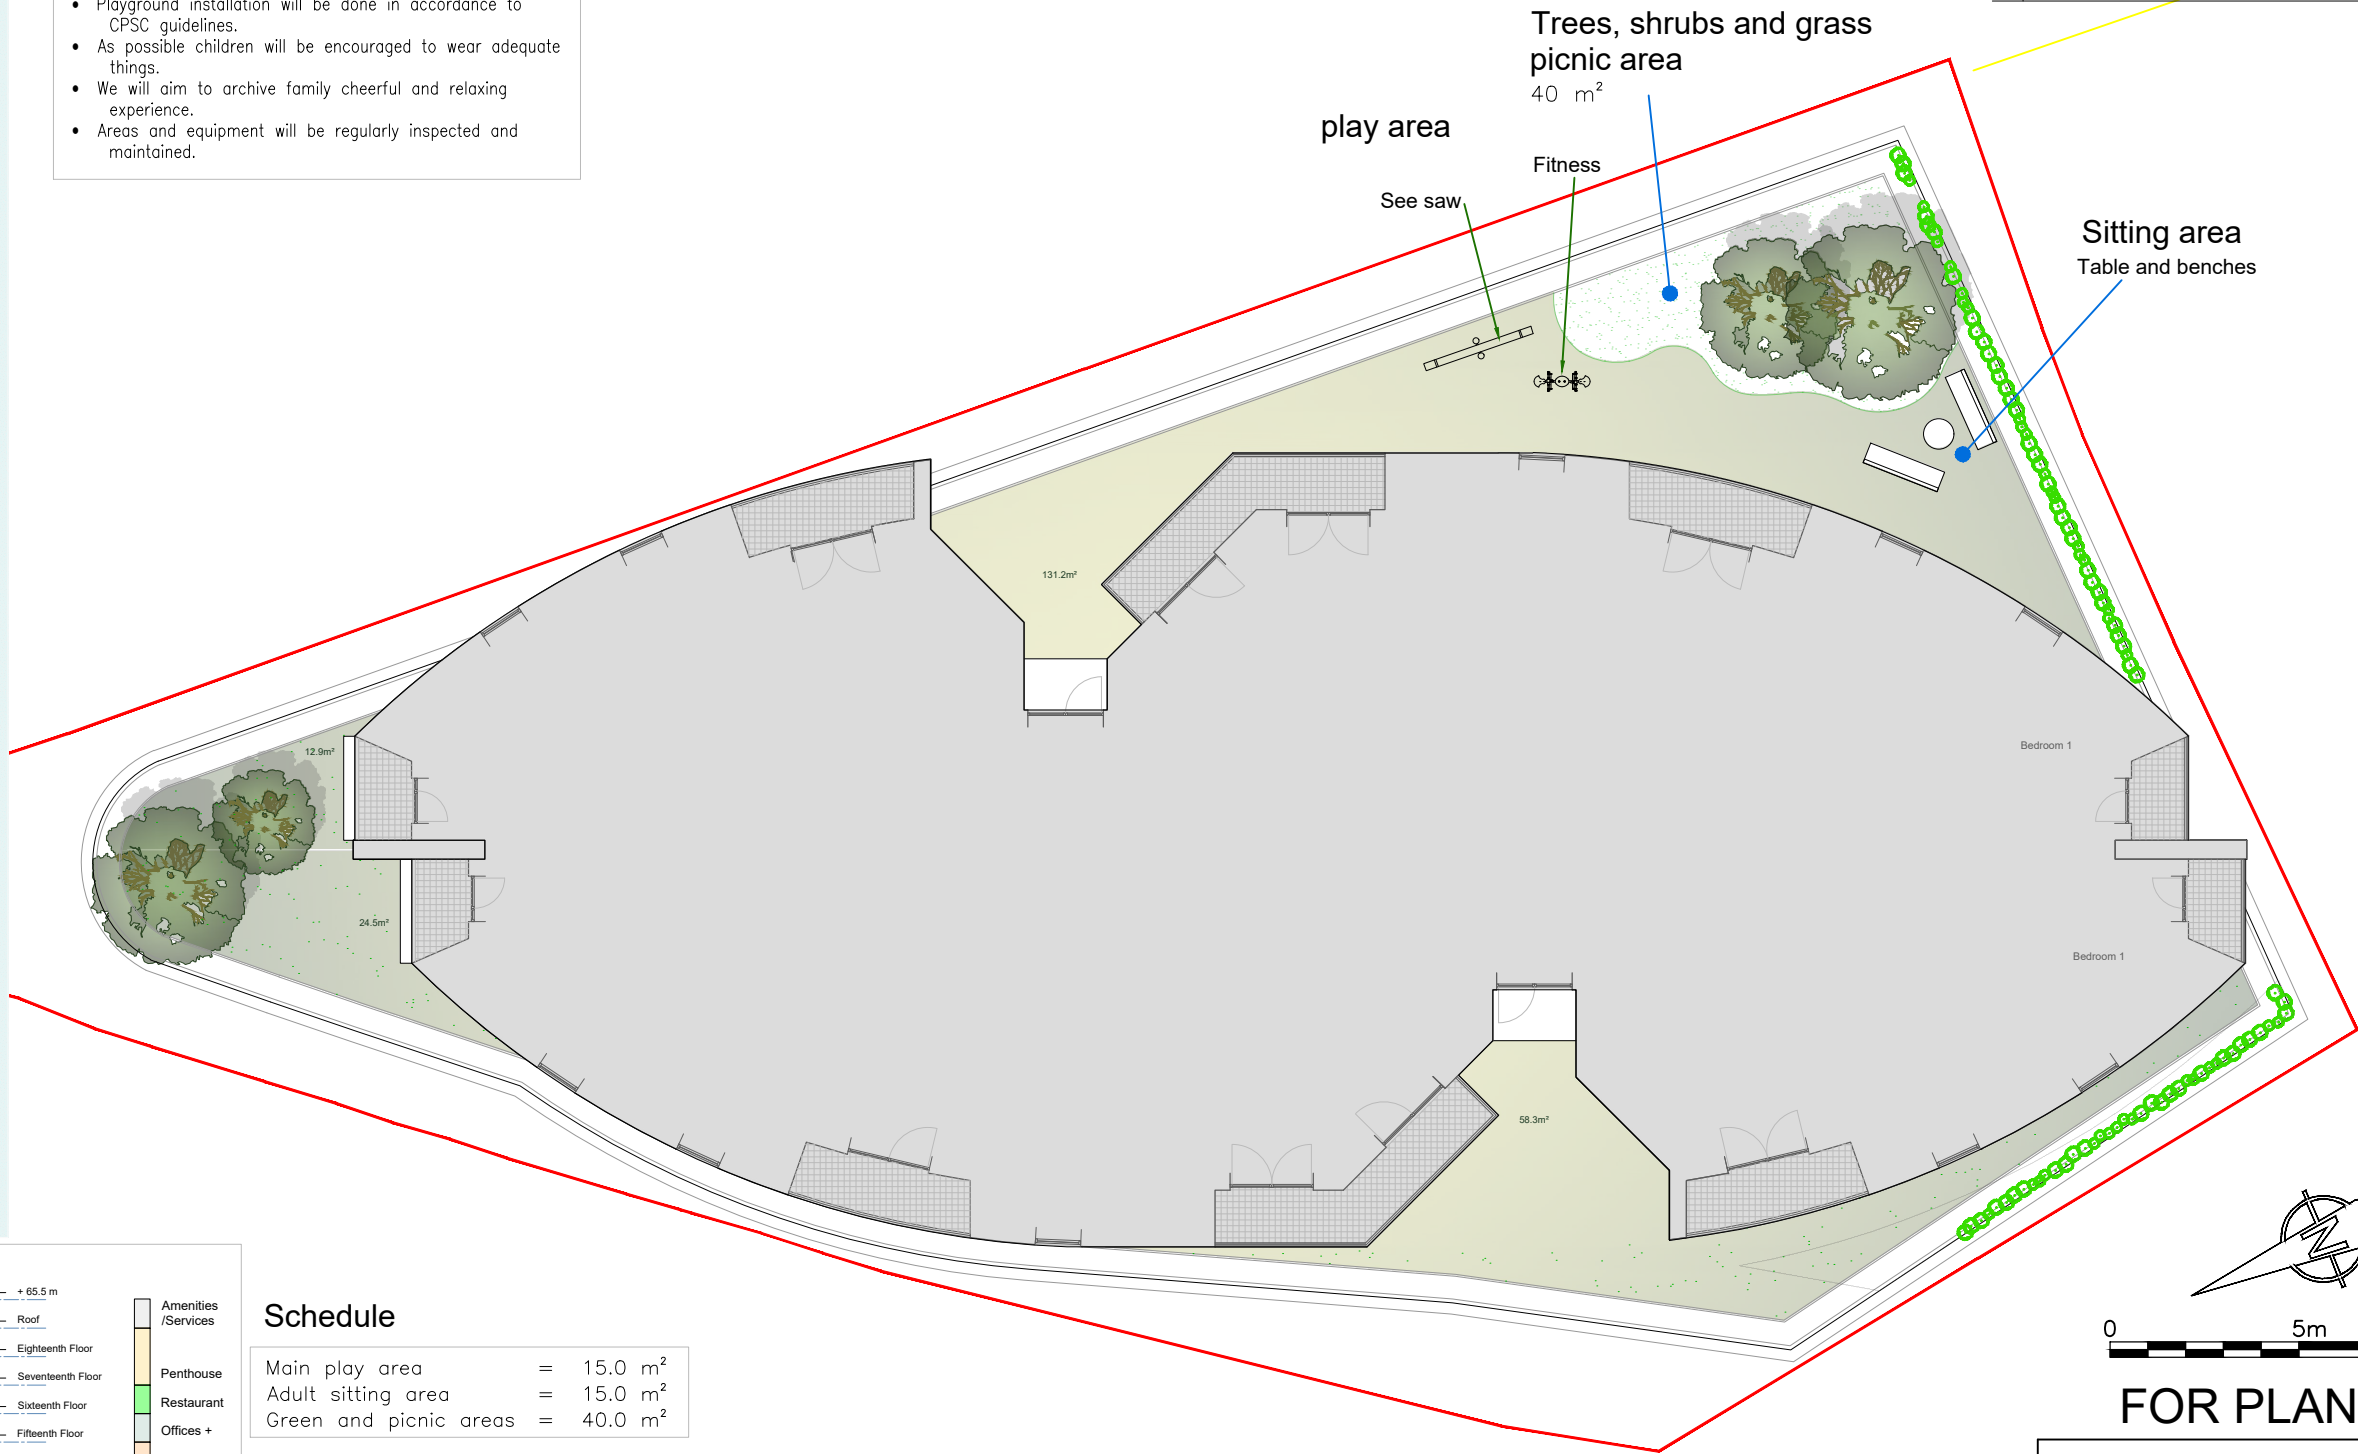 • Playground installation will be done in accordance to
CPSC guidelines.
• As possible children will be encouraged to wear adequate
things.
• We will aim to archive family cheerful and relaxing
experience.
• Areas and equipment will be regularly inspected and
maintained.
Trees, shrubs and grass
picnic area
40 m²
play area
Fitness
See saw
Sitting area
Table and benches
131.2m²
12.9m²
24.5m²
Bedroom 1
Bedroom 1
58.3m²
+ 65.5 m
Roof
Eighteenth Floor
Seventeenth Floor
Sixteenth Floor
Fifteenth Floor
Amenities
/Services
Penthouse
Restaurant
Offices +
Schedule
Main play area = 15.0 m²
Adult sitting area = 15.0 m²
Green and picnic areas = 40.0 m²
N
0 5m
FOR PLAN